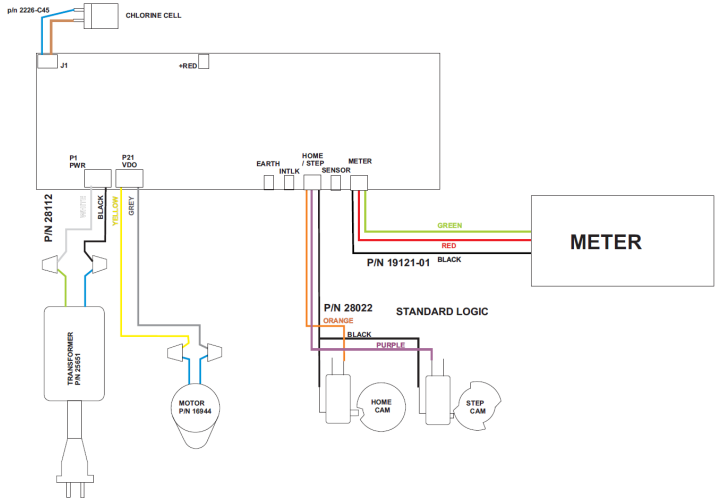 p/n 2226-C45
CHLORINE CELL
J1
+RED
P1
PWR
P21
VDO
EARTH
INTLK
HOME
/ STEP
SENSOR
METER
P/N 28112
WHITE
BLACK
YELLOW
GREY
GREEN
RED
BLACK
P/N 19121-01
METER
P/N 28022
STANDARD LOGIC
ORANGE
BLACK
PURPLE
TRANSFORMER
P/N 25651
MOTOR
P/N 16944
HOME
CAM
STEP
CAM